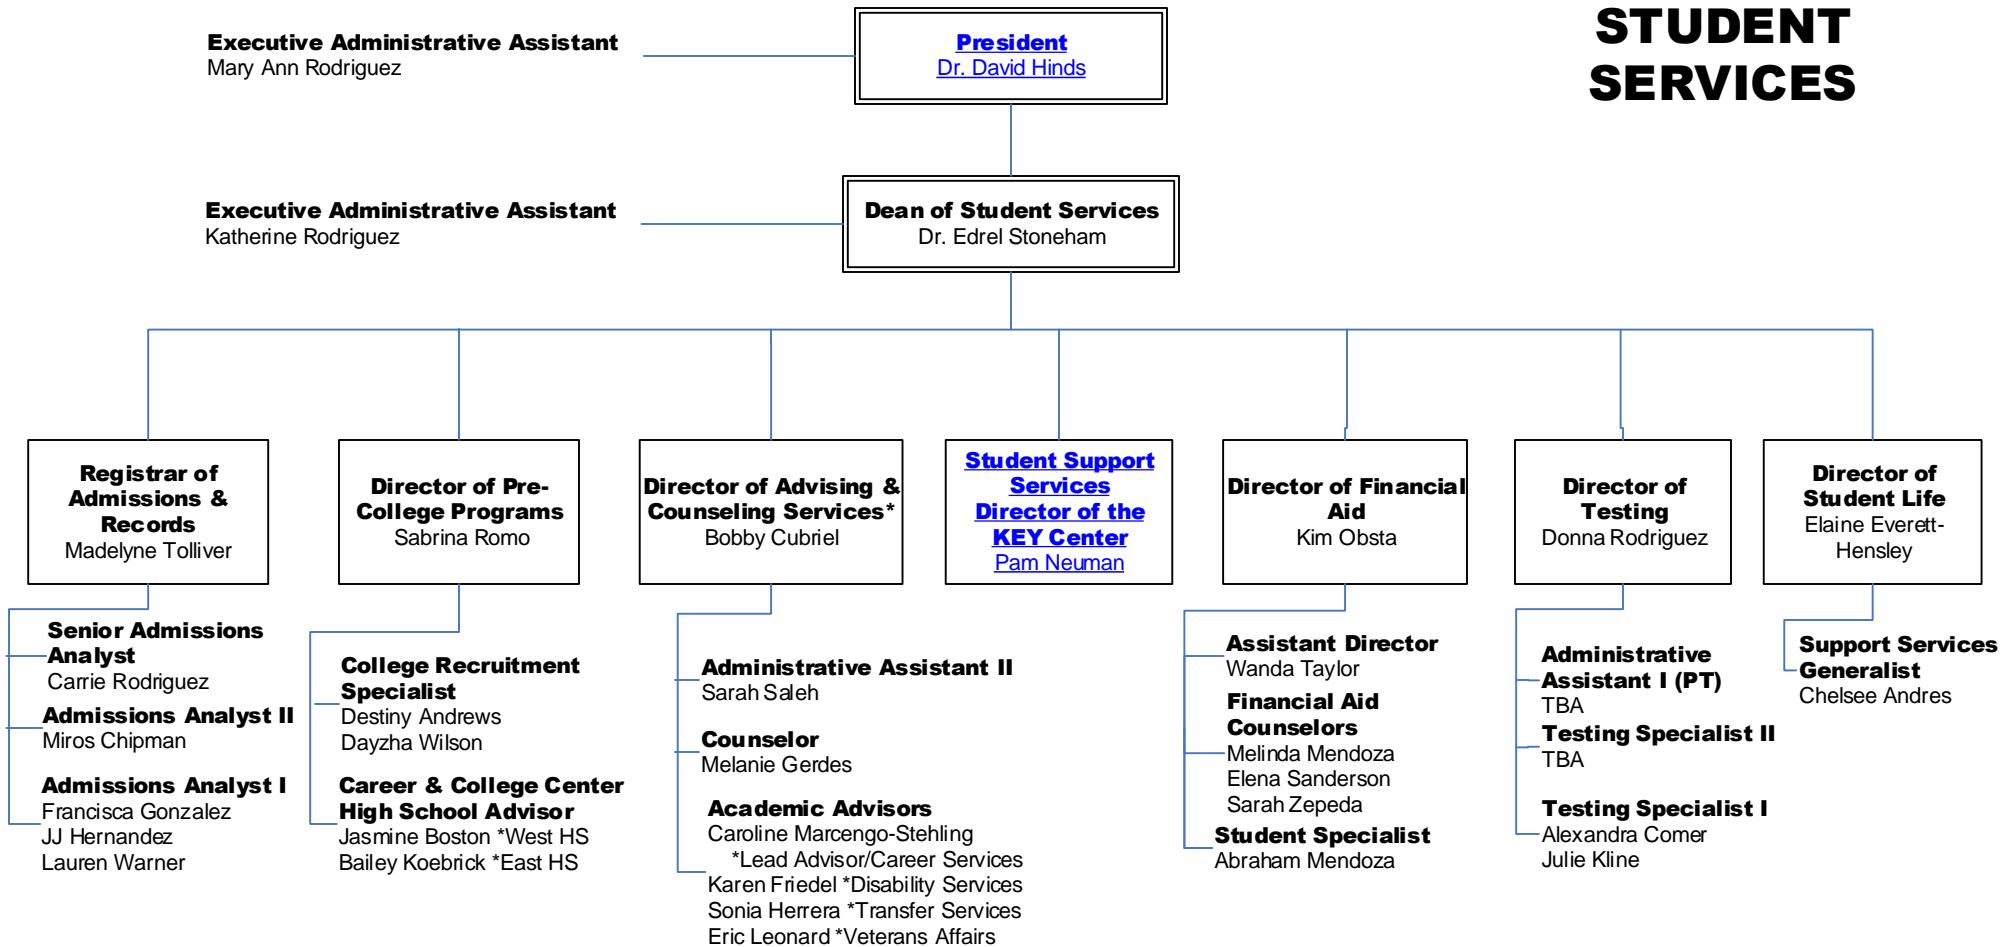 STUDENT
SERVICES
Executive Administrative Assistant
Mary Ann Rodriguez
President
Dr. David Hinds
Executive Administrative Assistant
Katherine Rodriguez
Dean of Student Services
Dr. Edrel Stoneham
Registrar of
Admissions &
Records
Madelyne Tolliver
Senior Admissions
Analyst
Carrie Rodriguez
Admissions Analyst II
Miros Chipman
Admissions Analyst I
Francisca Gonzalez
JJ Hernandez
Lauren Warner
Director of Pre-
College Programs
Sabrina Romo
College Recruitment
Specialist
Destiny Andrews
Dayzha Wilson
Career & College Center
High School Advisor
Jasmine Boston *West HS
Bailey Koebrick *East HS
Director of Advising &
Counseling Services*
Bobby Cubriel
Administrative Assistant II
Sarah Saleh
Counselor
Melanie Gerdes
Academic Advisors
Caroline Marcengo-Stehling
*Lead Advisor/Career Services
Karen Friedel *Disability Services
Sonia Herrera *Transfer Services
Eric Leonard *Veterans Affairs
Student Support
Services
Director of the
KEY Center
Pam Neuman
Director of Financial
Aid
Kim Obsta
Assistant Director
Wanda Taylor
Financial Aid
Counselors
Melinda Mendoza
Elena Sanderson
Sarah Zepeda
Student Specialist
Abraham Mendoza
Director of
Testing
Donna Rodriguez
Administrative
Assistant I (PT)
TBA
Testing Specialist II
TBA
Testing Specialist I
Alexandra Comer
Julie Kline
Director of
Student Life
Elaine Everett-
Hensley
Support Services
Generalist
Chelsee Andres